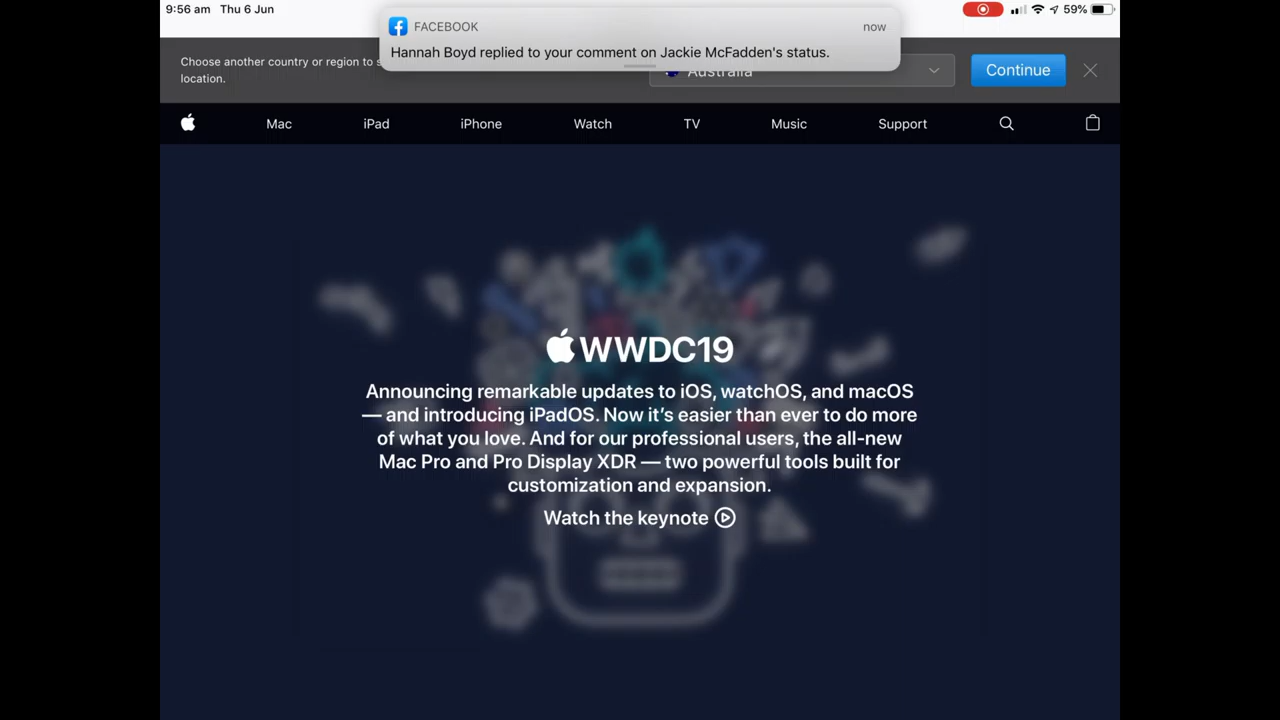 9:56 am Thu 6 Jun 59%
FACEBOOK now
Hannah Boyd replied to your comment on Jackie McFadden's status.
Choose another country or region to s
location.
Australia
Continue
Mac iPad iPhone Watch TV Music Support
WWDC19
Announcing remarkable updates to iOS, watchOS, and macOS
— and introducing iPadOS. Now it's easier than ever to do more
of what you love. And for our professional users, the all-new
Mac Pro and Pro Display XDR — two powerful tools built for
customization and expansion.
Watch the keynote